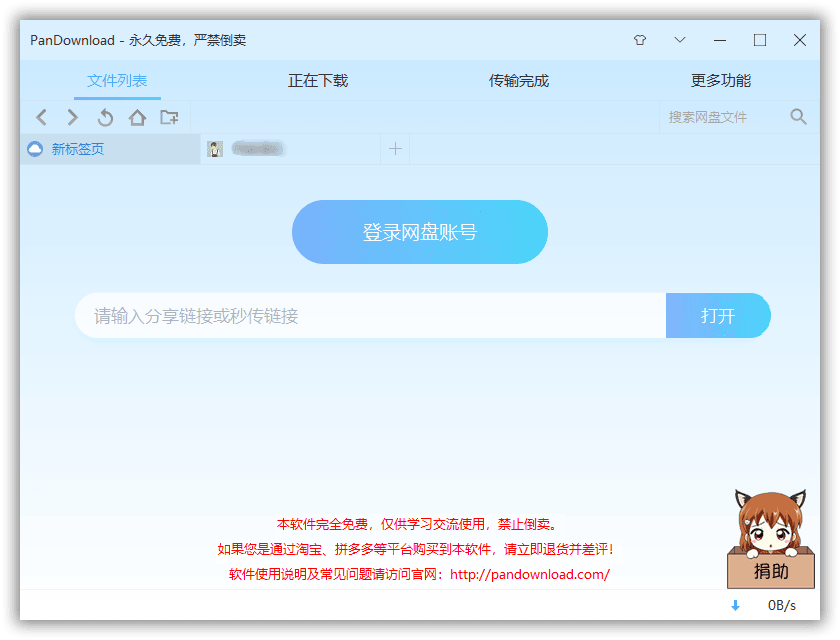 PanDownload - 永久免费，严禁倒卖
文件列表 正在下载 传输完成 更多功能
搜索网盘文件
新标签页
登录网盘账号
请输入分享链接或秒传链接 打开
本软件完全免费，仅供学习交流使用，禁止倒卖。
如果您是通过淘宝、拼多多等平台购买到本软件，请立即退货并差评！
软件使用说明及常见问题请访问官网：http://pandownload.com/
捐助
0B/s